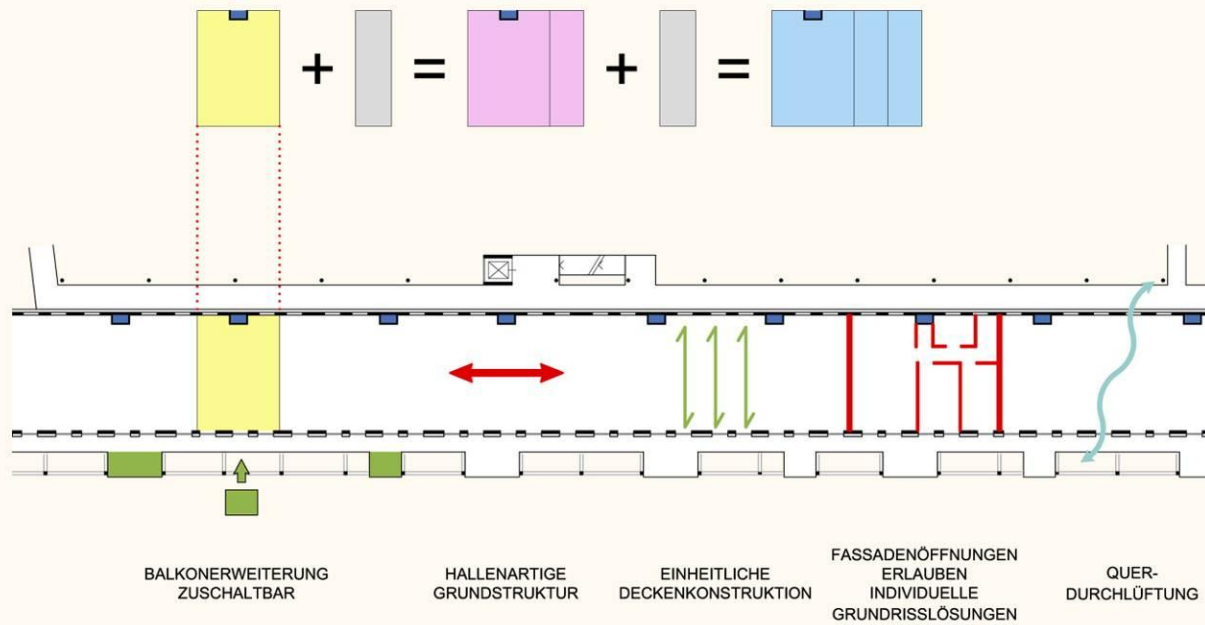 + = + =
BALKONERWEITERUNG
ZUSCHALTBAR
HALLENARTIGE
GRUNDSTRUKTUR
EINHEITLICHE
DECKENKONSTRUKTION
FASSADENÖFFNUNGEN
ERLAUBEN
INDIVIDUELLE
GRUNDRISSLÖSUNGEN
QUER-
DURCHLÜFTUNG